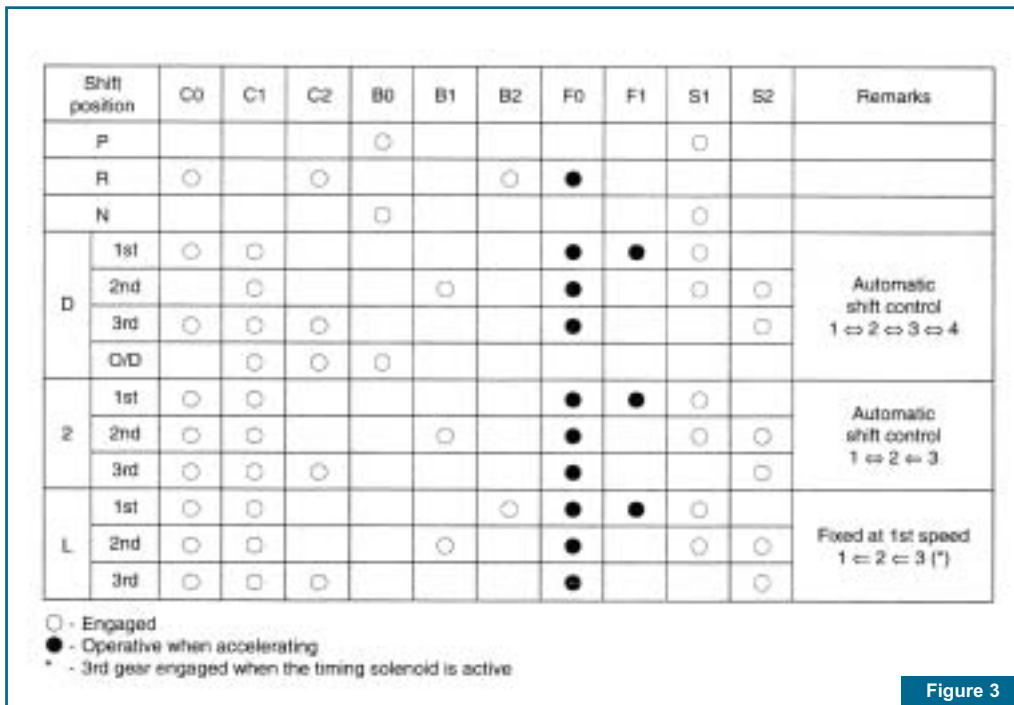 Shift position C0 C1 C2 B0 B1 B2 F0 F1 S1 S2 Remarks
P ○ ○
R ○ ○ ○ ●
N ○ ○
D 1st ○ ○ ● ● ○ Automatic shift control 1 ⇔ 2 ⇔ 3 ⇔ 4
2nd ○ ○ ● ○ ○
3rd ○ ○ ○ ● ○
O/D ○ ○ ○
2 1st ○ ○ ● ● ○ Automatic shift control 1 ⇔ 2 ⇐ 3
2nd ○ ○ ○ ● ○ ○
3rd ○ ○ ○ ● ○
L 1st ○ ○ ○ ● ● ○ Fixed at 1st speed 1 ⇐ 2 ⇐ 3 (*)
2nd ○ ○ ○ ● ○ ○
3rd ○ ○ ○ ● ○
○ - Engaged
● - Operative when accelerating
* - 3rd gear engaged when the timing solenoid is active
Figure 3